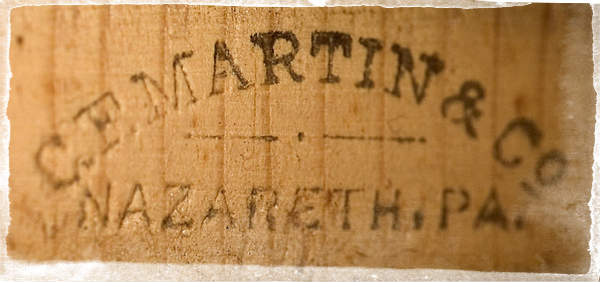 C.F. MARTIN & CO
NAZARETH, PA.